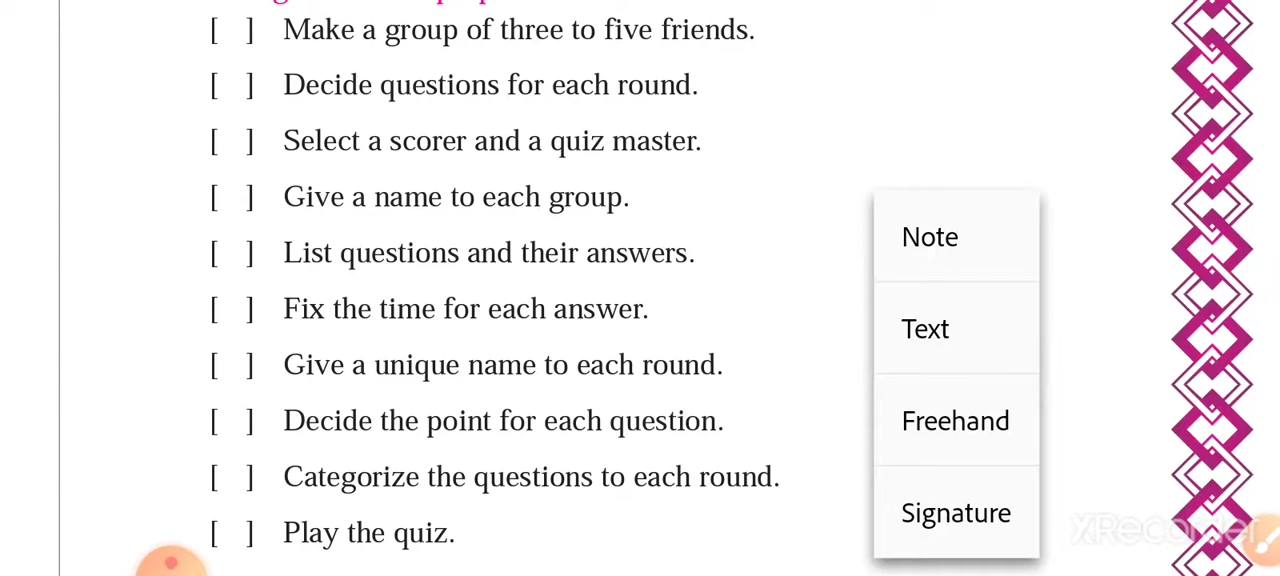 [ ] Make a group of three to five friends.
[ ] Decide questions for each round.
[ ] Select a scorer and a quiz master.
[ ] Give a name to each group.
[ ] List questions and their answers.
[ ] Fix the time for each answer.
[ ] Give a unique name to each round.
[ ] Decide the point for each question.
[ ] Categorize the questions to each round.
[ ] Play the quiz.
Note
Text
Freehand
Signature
XRecorder